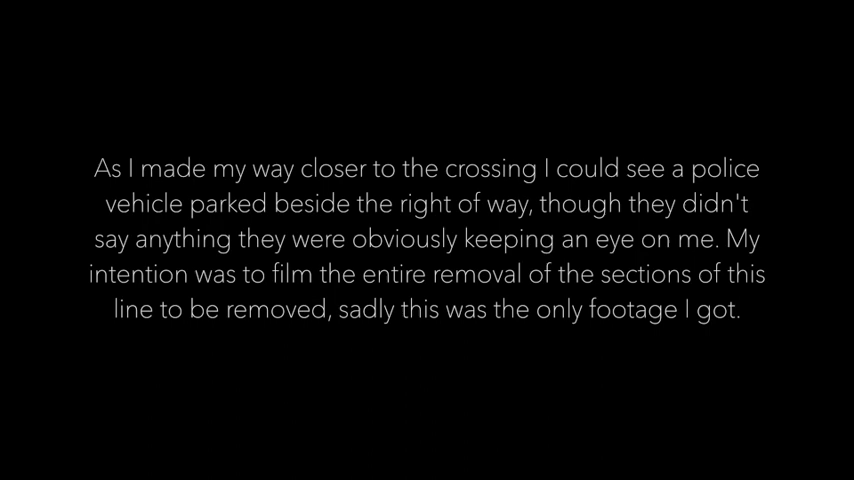 As I made my way closer to the crossing I could see a police
vehicle parked beside the right of way, though they didn't
say anything they were obviously keeping an eye on me. My
intention was to film the entire removal of the sections of this
line to be removed, sadly this was the only footage I got.